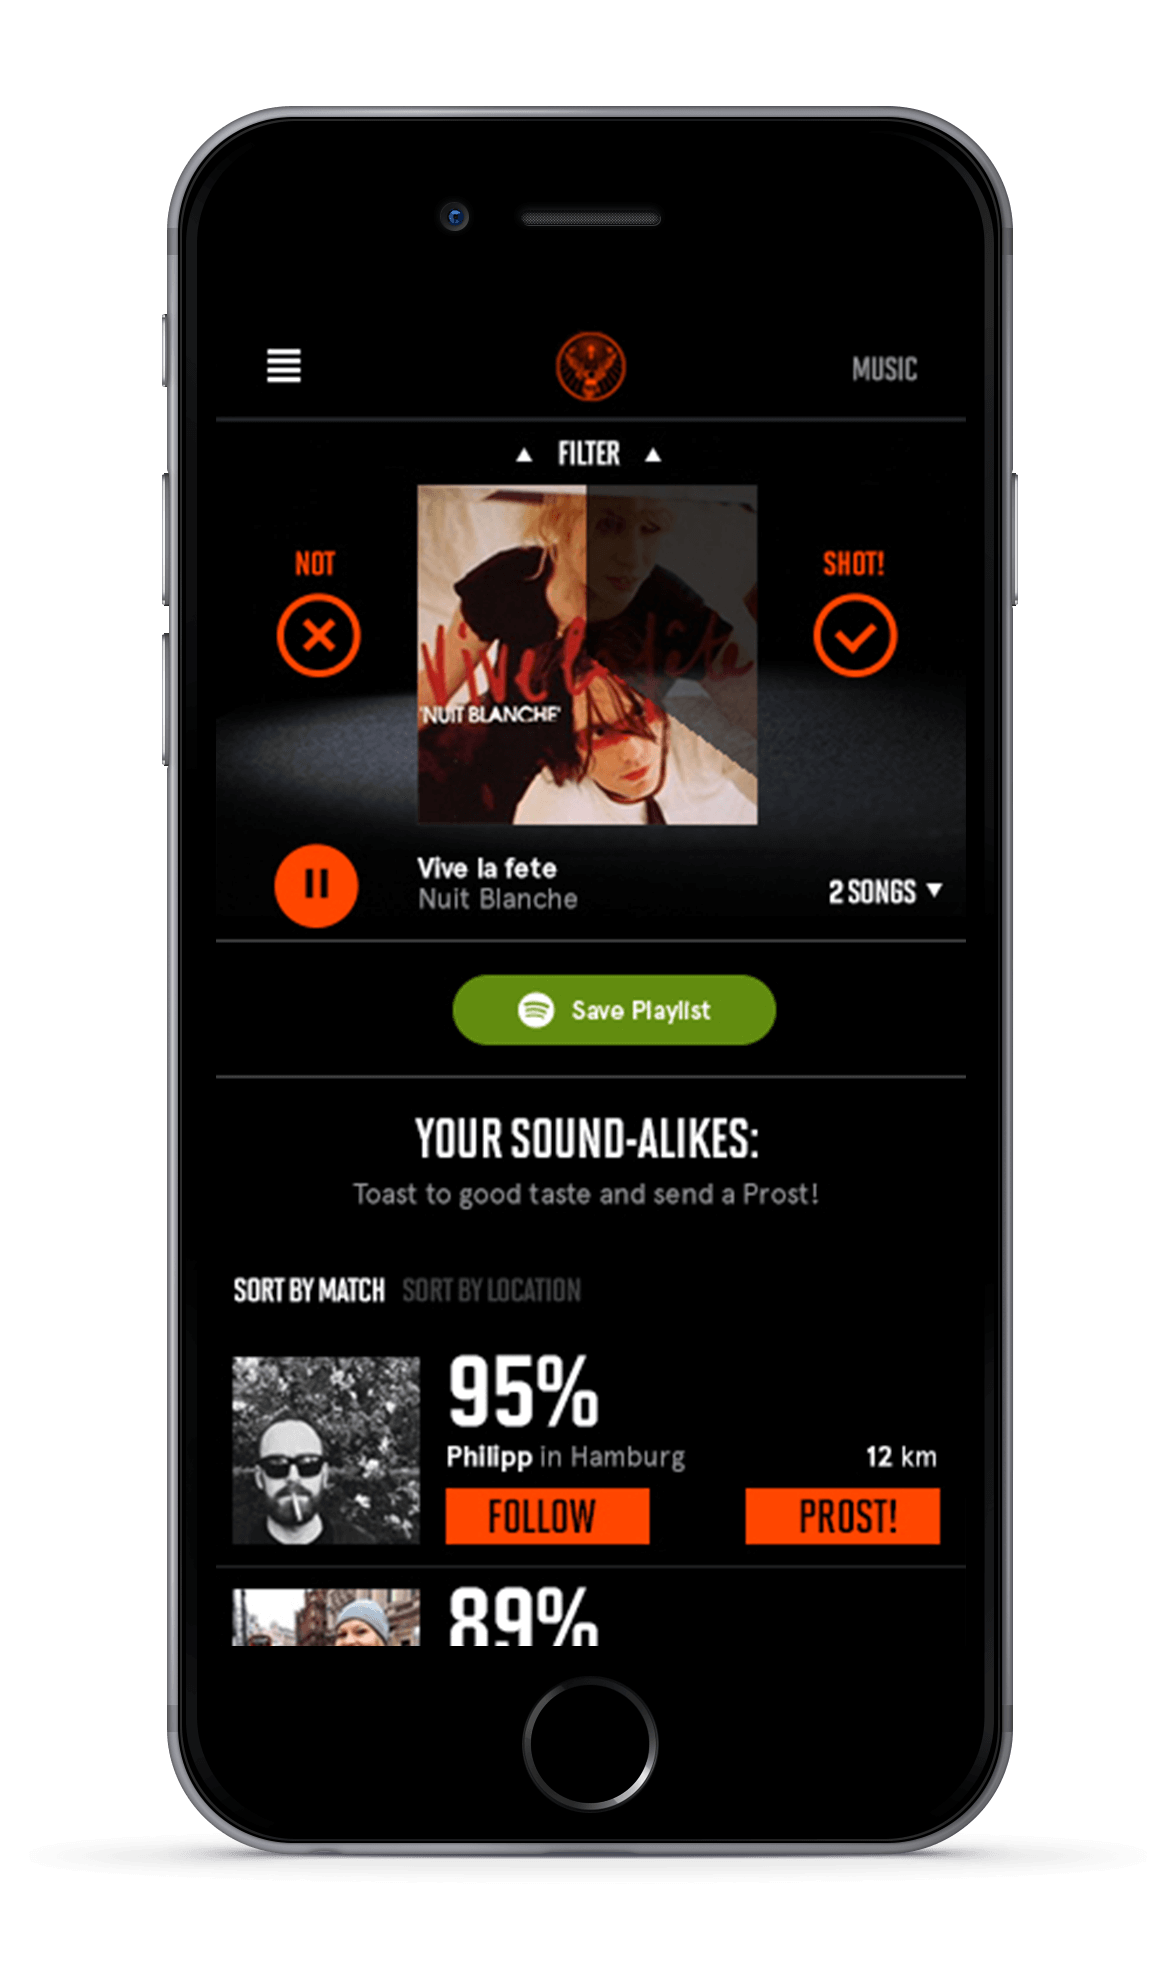 MUSIC
FILTER
NOT
SHOT!
Vive la fête
'NUIT BLANCHE'
Vive la fete
Nuit Blanche
2 SONGS
Save Playlist
YOUR SOUND-ALIKES:
Toast to good taste and send a Prost!
SORT BY MATCH SORT BY LOCATION
95%
Philipp in Hamburg 12 km
FOLLOW PROST!
89%